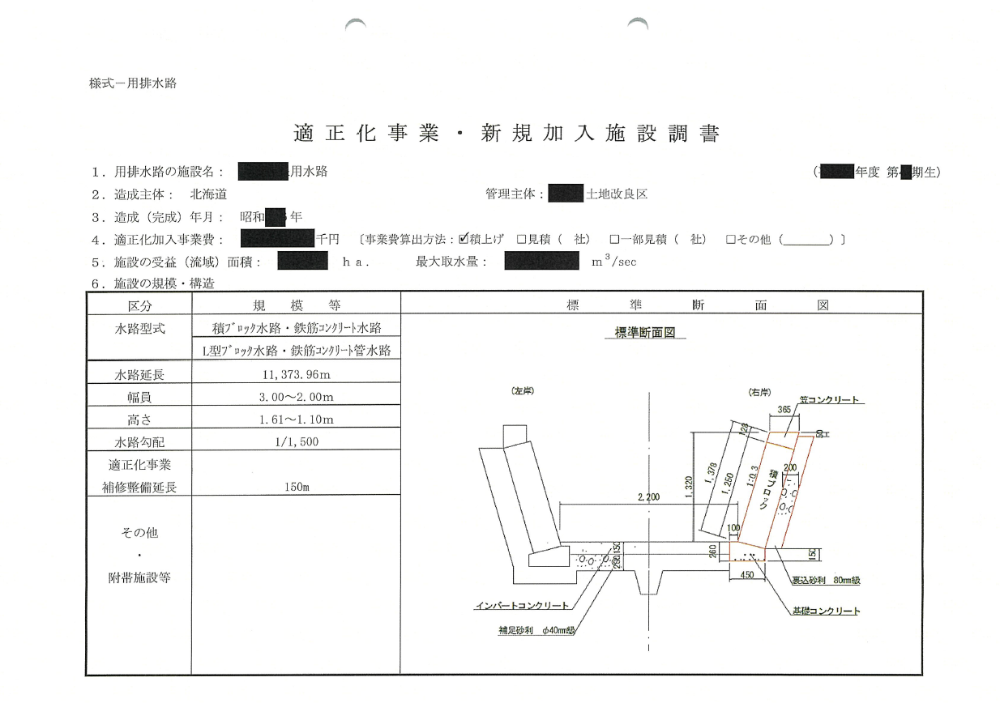 様式－用排水路
適正化事業・新規加入施設調書
1．用排水路の施設名： 用水路 （ 年度 第 期生）
2．造成主体： 北海道 管理主体： 土地改良区
3．造成（完成）年月： 昭和 年
4．適正化加入事業費： 千円 〔事業費算出方法：☑積上げ □見積（ 社） □一部見積（ 社） □その他（______）〕
5．施設の受益（流域）面積： ha. 最大取水量： m³/sec
6．施設の規模・構造
区分 規模等 標準断面図
水路型式 積ﾌﾞﾛｯｸ水路・鉄筋ｺﾝｸﾘｰﾄ水路
L型ﾌﾞﾛｯｸ水路・鉄筋ｺﾝｸﾘｰﾄ管水路
水路延長 11,373.96m
幅員 3.00～2.00m
高さ 1.61～1.10m
水路勾配 1/1,500
適正化事業
補修整備延長 150m
その他
・
附帯施設等
標準断面図
(左岸)
(右岸)
笠コンクリート
365
128
50
1,378
1,250
1:0.3
積ブロック
200
1,320
2,200
100
260
150
260
150
450
裏込砂利 80mm級
インバートコンクリート
基礎コンクリート
補足砂利 φ40mm級